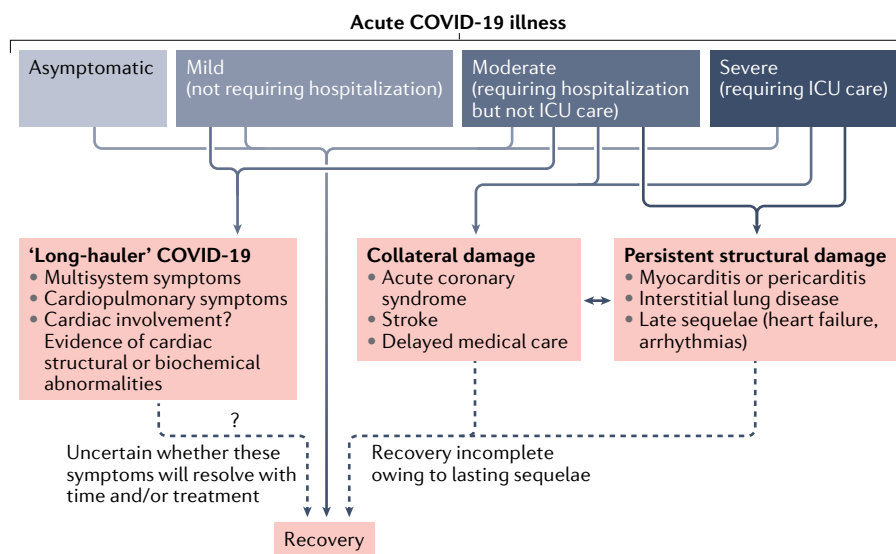 Acute COVID-19 illness
Asymptomatic
Mild
(not requiring hospitalization)
Moderate
(requiring hospitalization
but not ICU care)
Severe
(requiring ICU care)
‘Long-hauler’ COVID-19
• Multisystem symptoms
• Cardiopulmonary symptoms
• Cardiac involvement?
Evidence of cardiac
structural or biochemical
abnormalities
Collateral damage
• Acute coronary
syndrome
• Stroke
• Delayed medical care
Persistent structural damage
• Myocarditis or pericarditis
• Interstitial lung disease
• Late sequelae (heart failure,
arrhythmias)
?
Uncertain whether these
symptoms will resolve with
time and/or treatment
Recovery incomplete
owing to lasting sequelae
Recovery